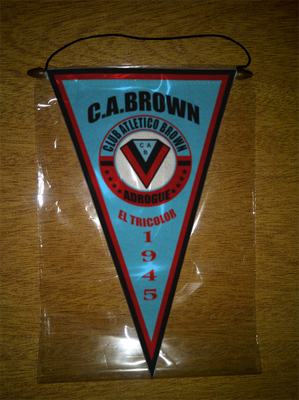 C.A.BROWN
CLUB ATLETICO BROWN
C A
B
ADROGUE
EL TRICOLOR
1945